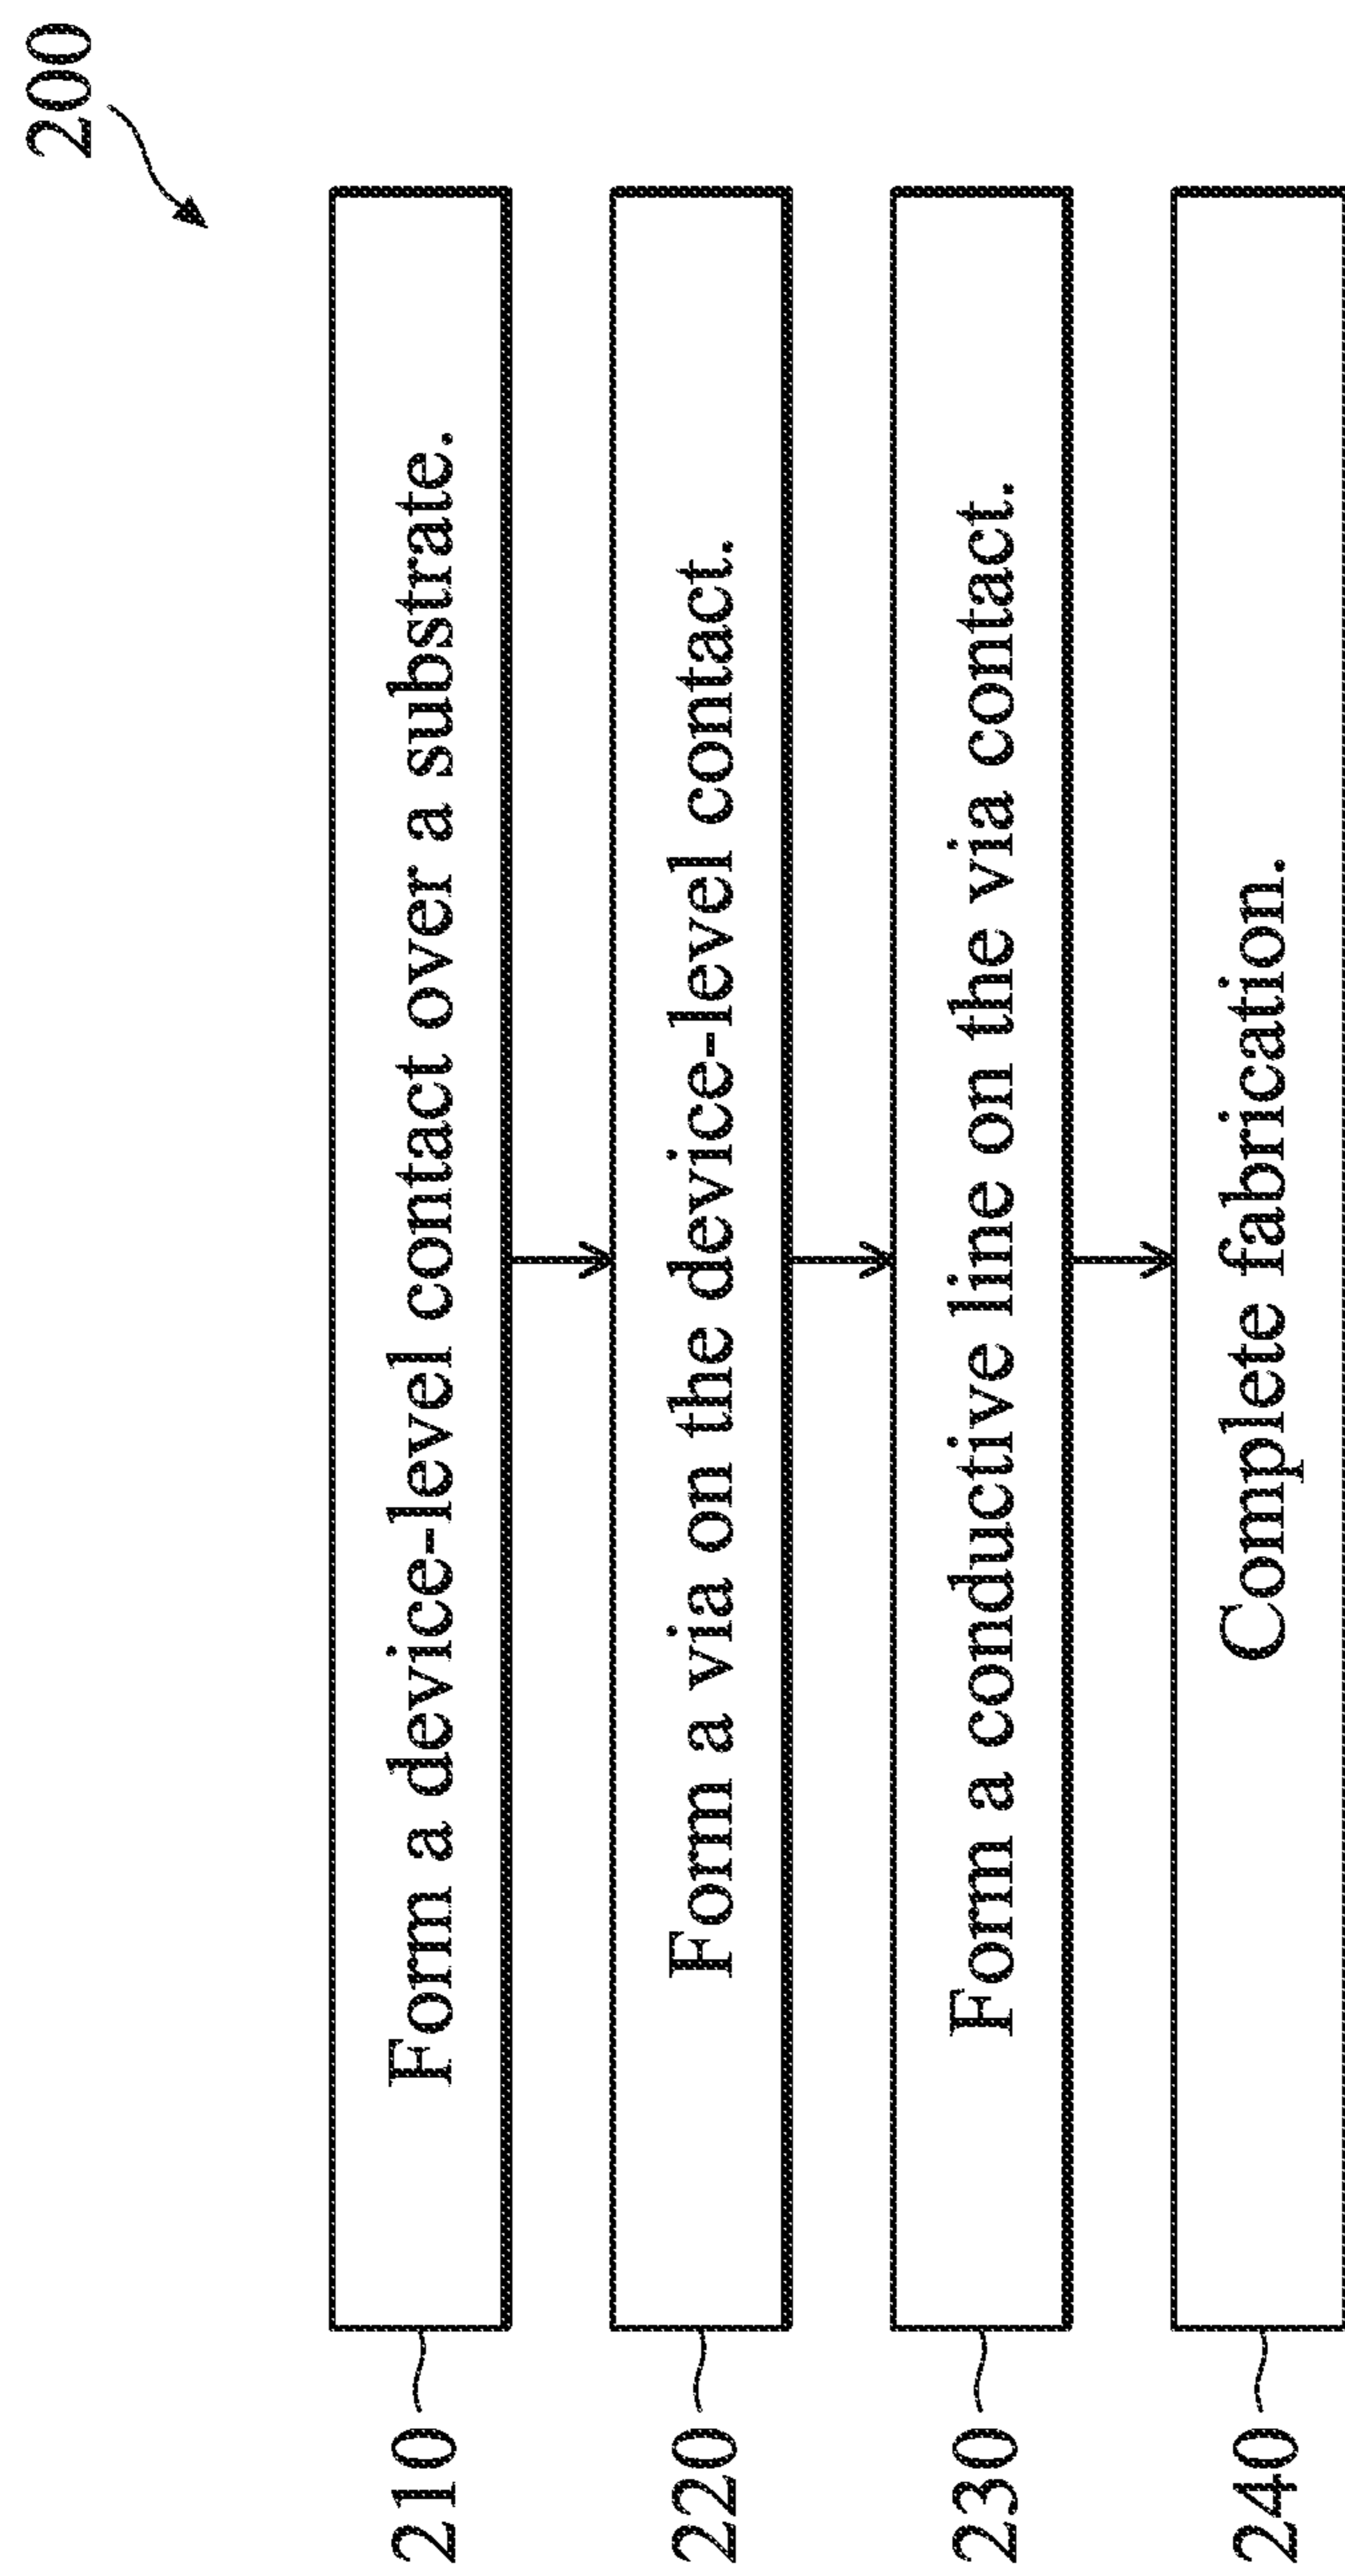 200
210
Form a device-level contact over a substrate.
220
Form a via on the device-level contact.
230
Form a conductive line on the via contact.
240
Complete fabrication.